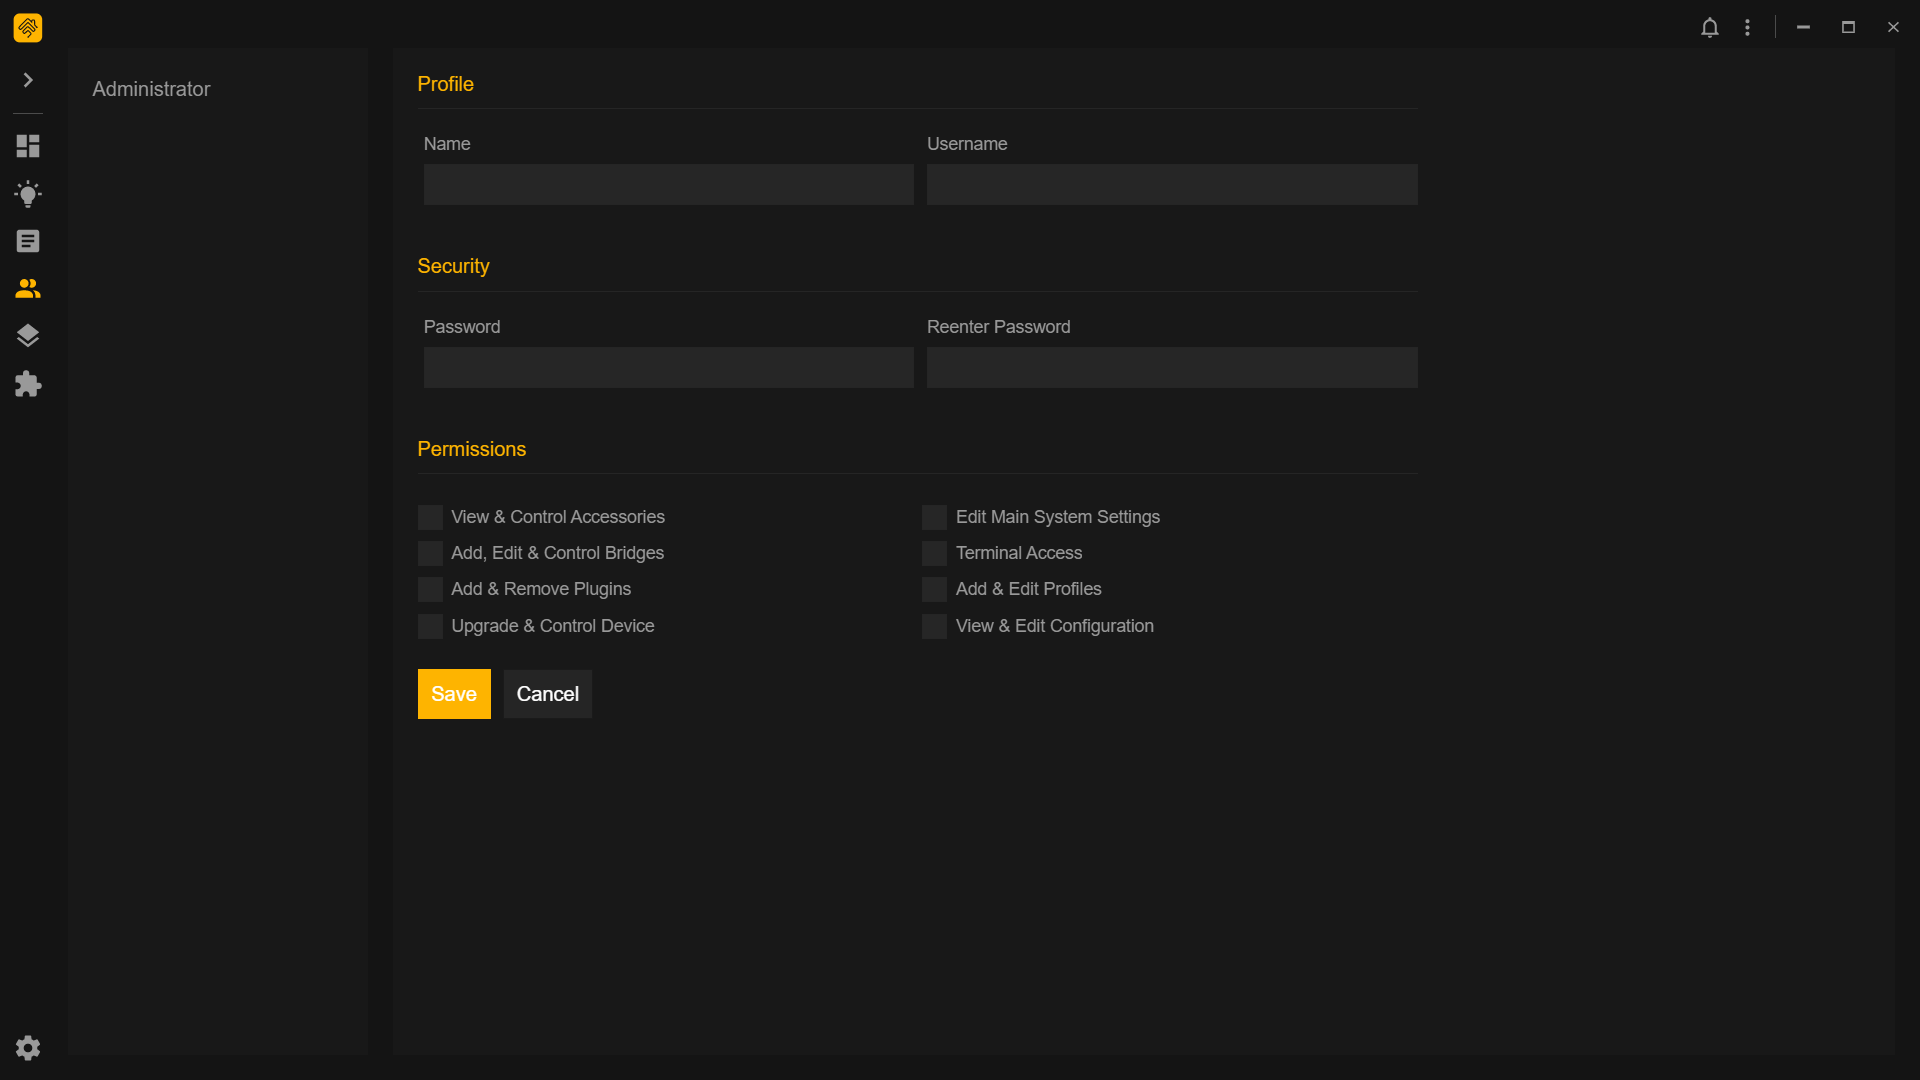 Administrator
Profile
Name
Username
Security
Password
Reenter Password
Permissions
View & Control Accessories
Edit Main System Settings
Add, Edit & Control Bridges
Terminal Access
Add & Remove Plugins
Add & Edit Profiles
Upgrade & Control Device
View & Edit Configuration
Save
Cancel